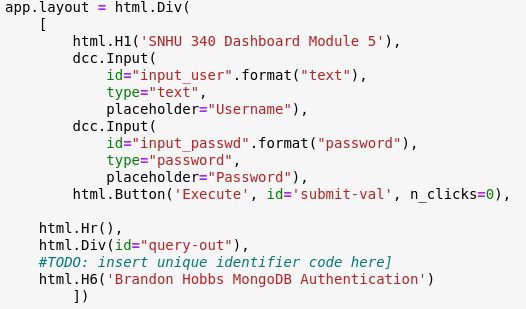 app.layout = html.Div(
    [
        html.H1('SNHU 340 Dashboard Module 5'),
        dcc.Input(
            id="input_user".format("text"),
            type="text",
            placeholder="Username"),
        dcc.Input(
            id="input_passwd".format("password"),
            type="password",
            placeholder="Password"),
        html.Button('Execute', id='submit-val', n_clicks=0),

    html.Hr(),
    html.Div(id="query-out"),
    #TODO: insert unique identifier code here]
    html.H6('Brandon Hobbs MongoDB Authentication')
        ])